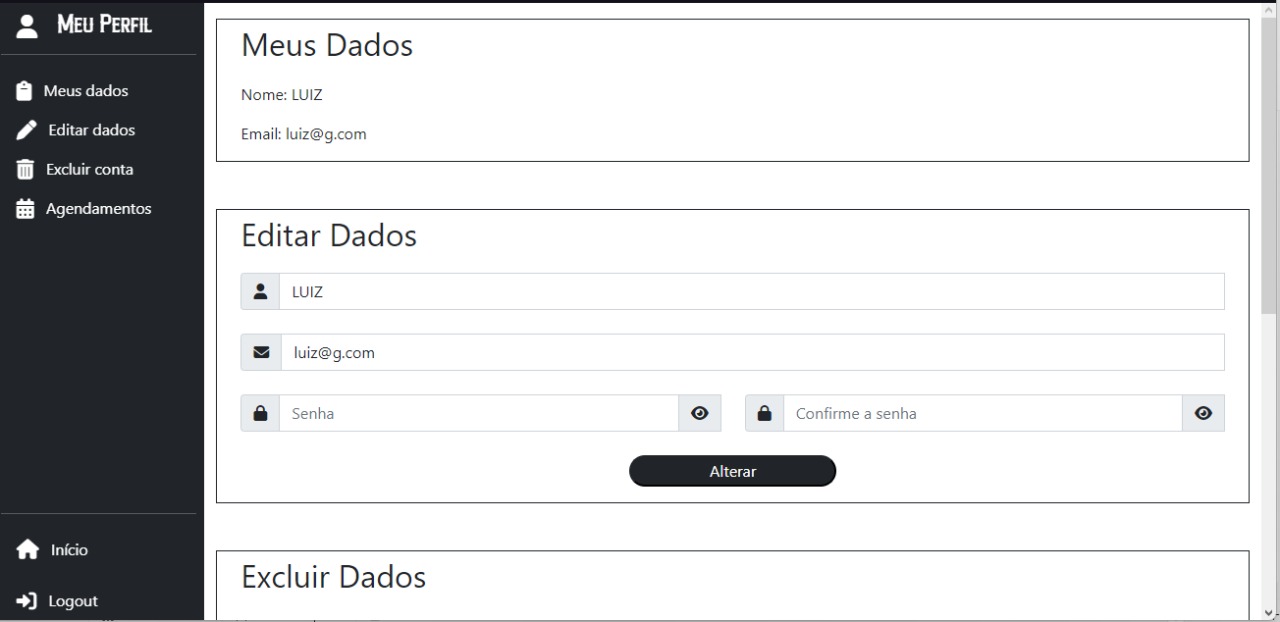 Meu Perfil
Meus dados
Editar dados
Excluir conta
Agendamentos
Início
Logout
Meus Dados
Nome: LUIZ
Email: luiz@g.com
Editar Dados
LUIZ
luiz@g.com
Senha
Confirme a senha
Alterar
Excluir Dados